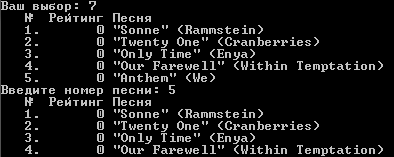 Ваш выбор: 7
№ Рейтинг Песня
1. 0 "Sonne" (Rammstein)
2. 0 "Twenty One" (Cranberries)
3. 0 "Only Time" (Enya)
4. 0 "Our Farewell" (Within Temptation)
5. 0 "Anthem" (We)
Введите номер песни: 5
№ Рейтинг Песня
1. 0 "Sonne" (Rammstein)
2. 0 "Twenty One" (Cranberries)
3. 0 "Only Time" (Enya)
4. 0 "Our Farewell" (Within Temptation)